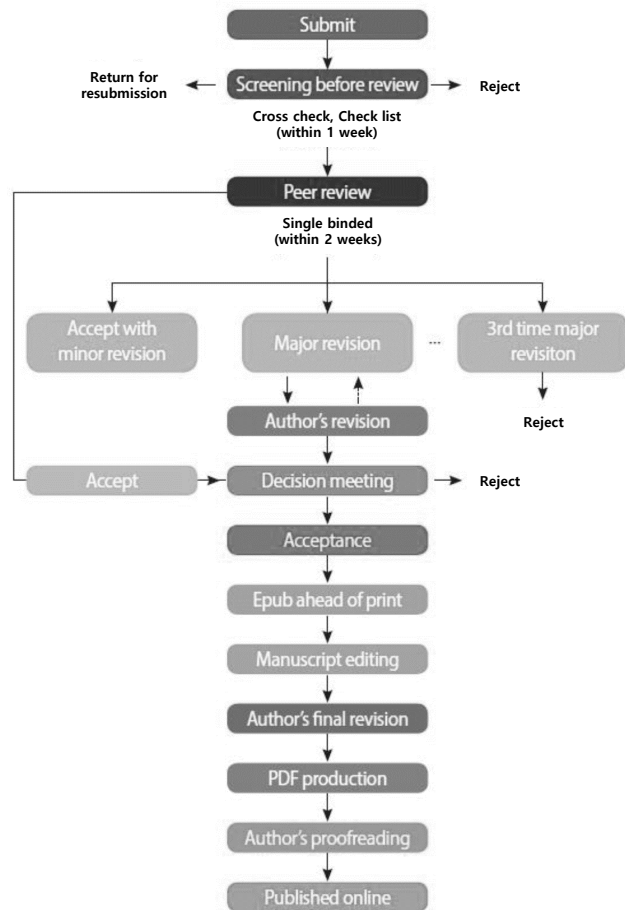 Submit
Return for
resubmission
Screening before review
Reject
Cross check, Check list
(within 1 week)
Peer review
Single binded
(within 2 weeks)
Accept with
minor revision
Major revision
...
3rd time major
revisiton
Author's revision
Reject
Accept
Decision meeting
Reject
Acceptance
Epub ahead of print
Manuscript editing
Author's final revision
PDF production
Author's proofreading
Published online